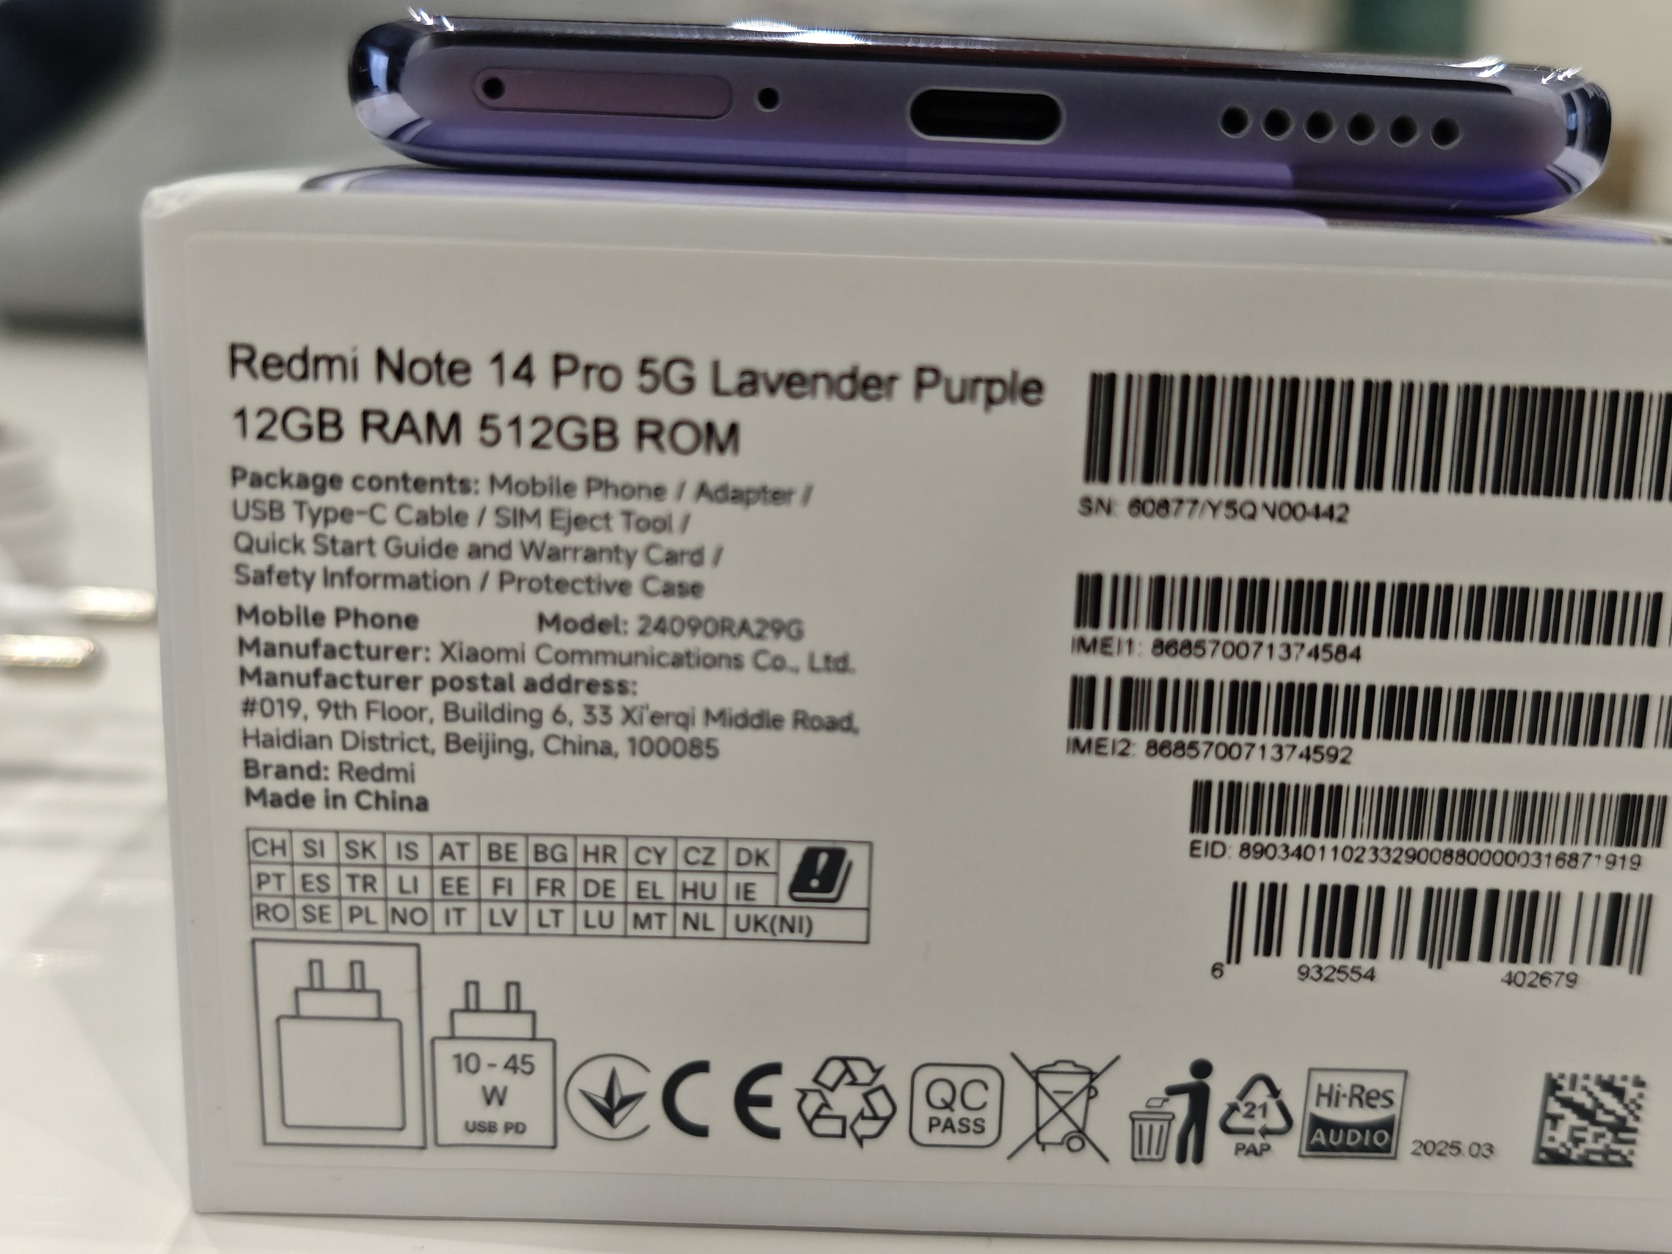 Redmi Note 14 Pro 5G Lavender Purple
12GB RAM 512GB ROM
Package contents: Mobile Phone / Adapter /
USB Type-C Cable / SIM Eject Tool /
Quick Start Guide and Warranty Card /
Safety Information / Protective Case
Mobile Phone Model: 24090RA29G
Manufacturer: Xiaomi Communications Co., Ltd.
Manufacturer postal address:
#019, 9th Floor, Building 6, 33 Xi'erqi Middle Road,
Haidian District, Beijing, China, 100085
Brand: Redmi
Made in China
CH SI SK IS AT BE BG HR CY CZ DK
PT ES TR LI EE FI FR DE EL HU IE
RO SE PL NO IT LV LT LU MT NL UK(NI)
10 - 45
W
USB PD
CE
QC
PASS
21
PAP
Hi-Res
AUDIO
2025.03
SN: 60877/Y5QN00442
IMEI1: 868570071374584
IMEI2: 868570071374592
EID: 89034011023329008800000316871919
6 932554 402679